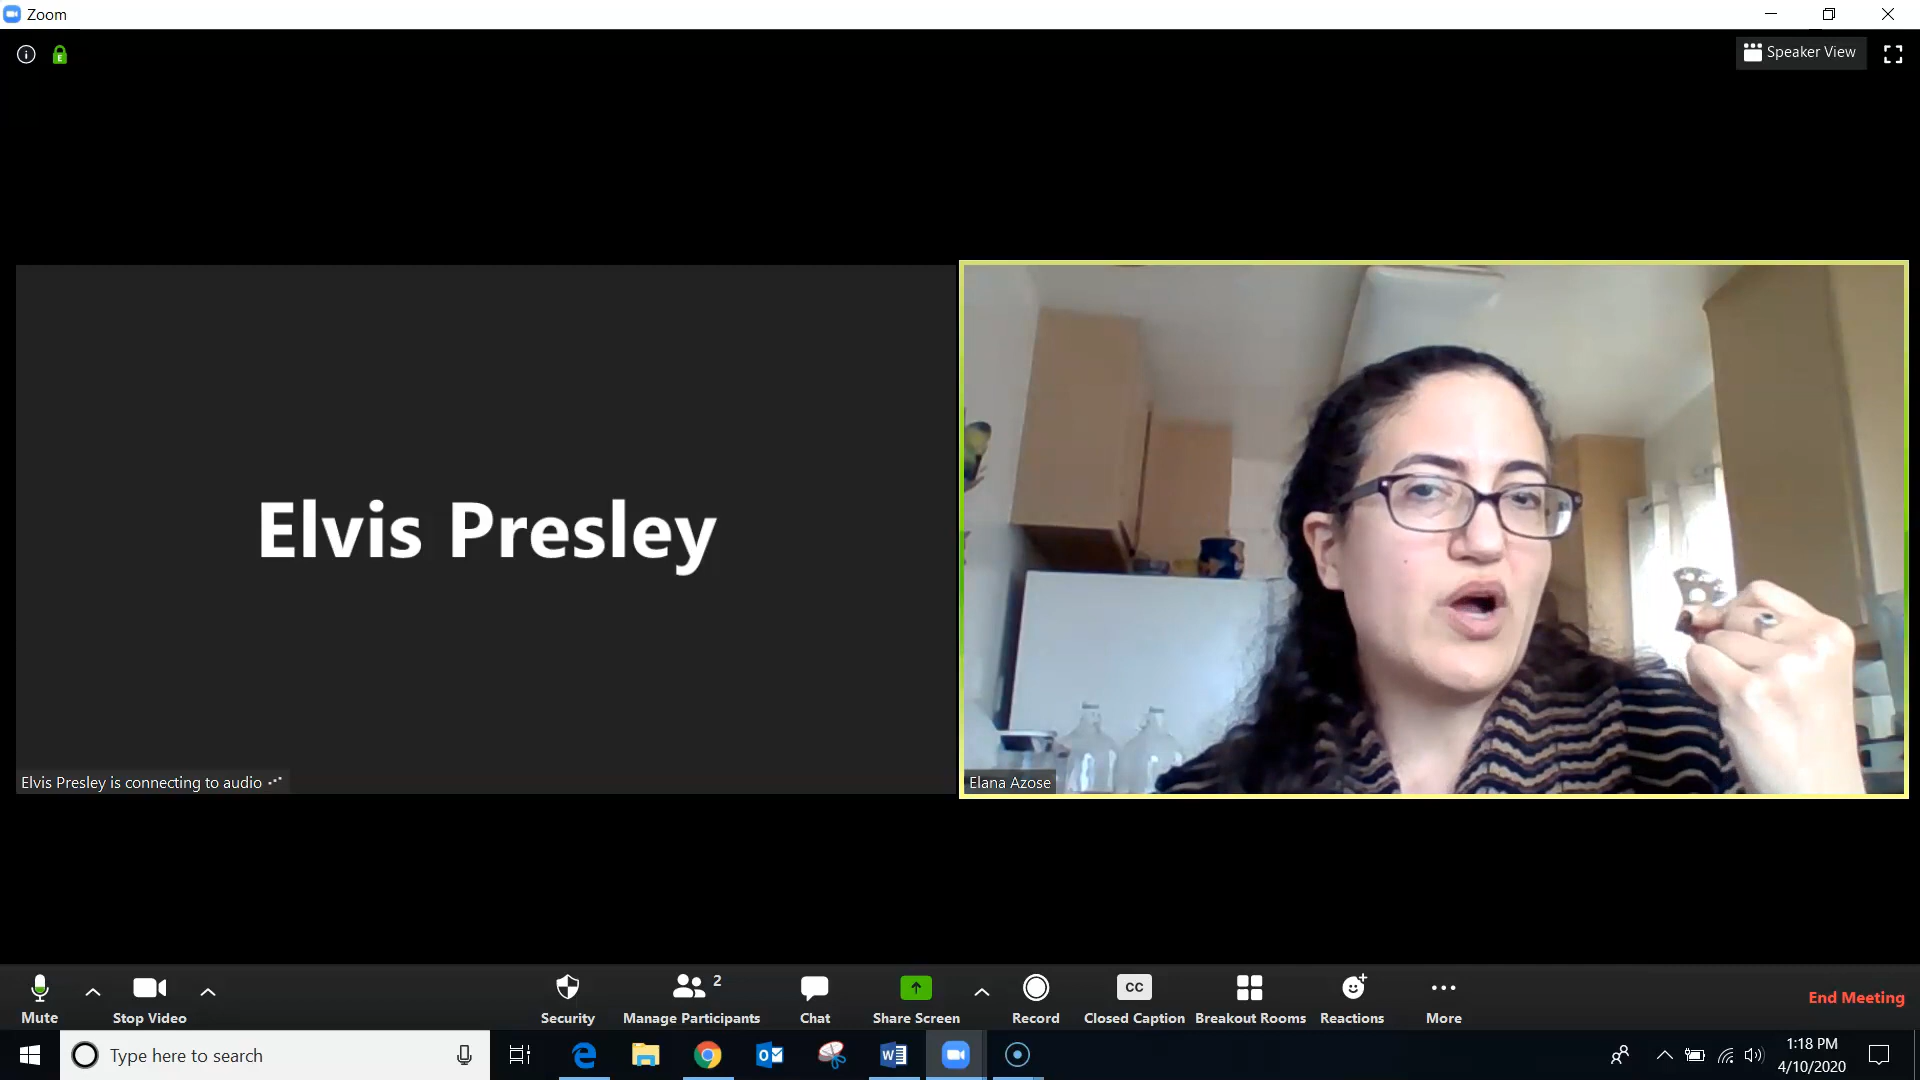 Zoom
Speaker View
Elvis Presley
Elvis Presley is connecting to audio
Elana Azose
Mute
Stop Video
Security
Manage Participants
2
Chat
Share Screen
Record
CC
Closed Caption
Breakout Rooms
Reactions
More
End Meeting
Type here to search
1:18 PM
4/10/2020